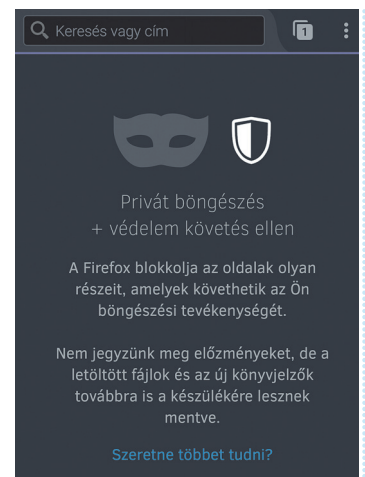 Keresés vagy cím
1
Privát böngészés
+ védelem követés ellen
A Firefox blokkolja az oldalak olyan
részeit, amelyek követhetik az Ön
böngészési tevékenységét.
Nem jegyzünk meg előzményeket, de a
letöltött fájlok és az új könyvjelzők
továbbra is a készülékére lesznek
mentve.
Szeretne többet tudni?